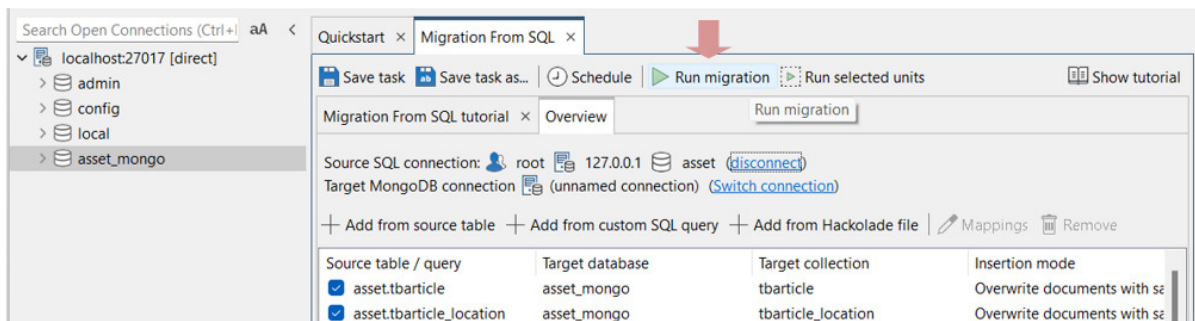 Search Open Connections (Ctrl+ aA
localhost:27017 [direct]
admin
config
local
asset_mongo
Quickstart × Migration From SQL ×
Save task Save task as... Schedule Run migration Run selected units Show tutorial
Run migration
Migration From SQL tutorial × Overview
Source SQL connection: root 127.0.0.1 asset (disconnect)
Target MongoDB connection (unnamed connection) (Switch connection)
Add from source table Add from custom SQL query Add from Hackolade file Mappings Remove
Source table / query Target database Target collection Insertion mode
asset.tbarticle asset_mongo tbarticle Overwrite documents with sa
asset.tbarticle_location asset_mongo tbarticle_location Overwrite documents with sa